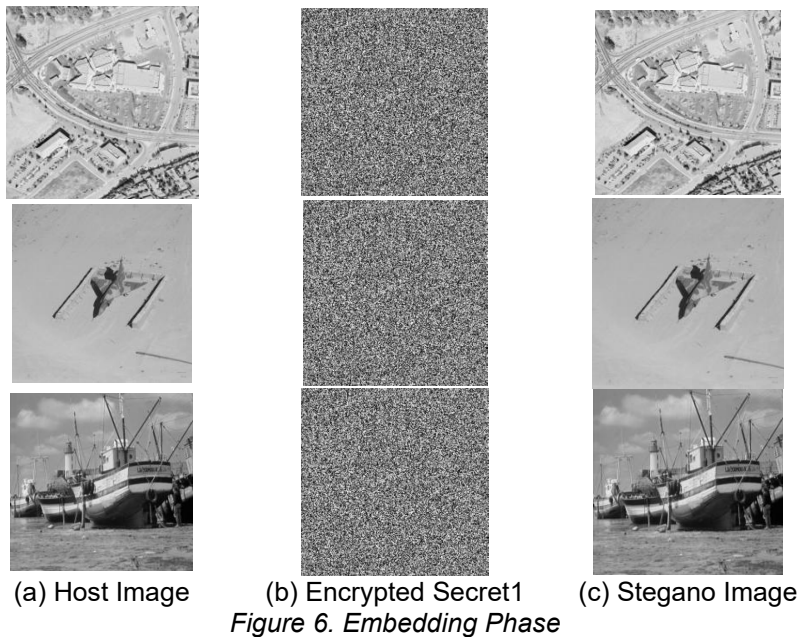 (a) Host Image (b) Encrypted Secret1 (c) Stegano Image
Figure 6. Embedding Phase